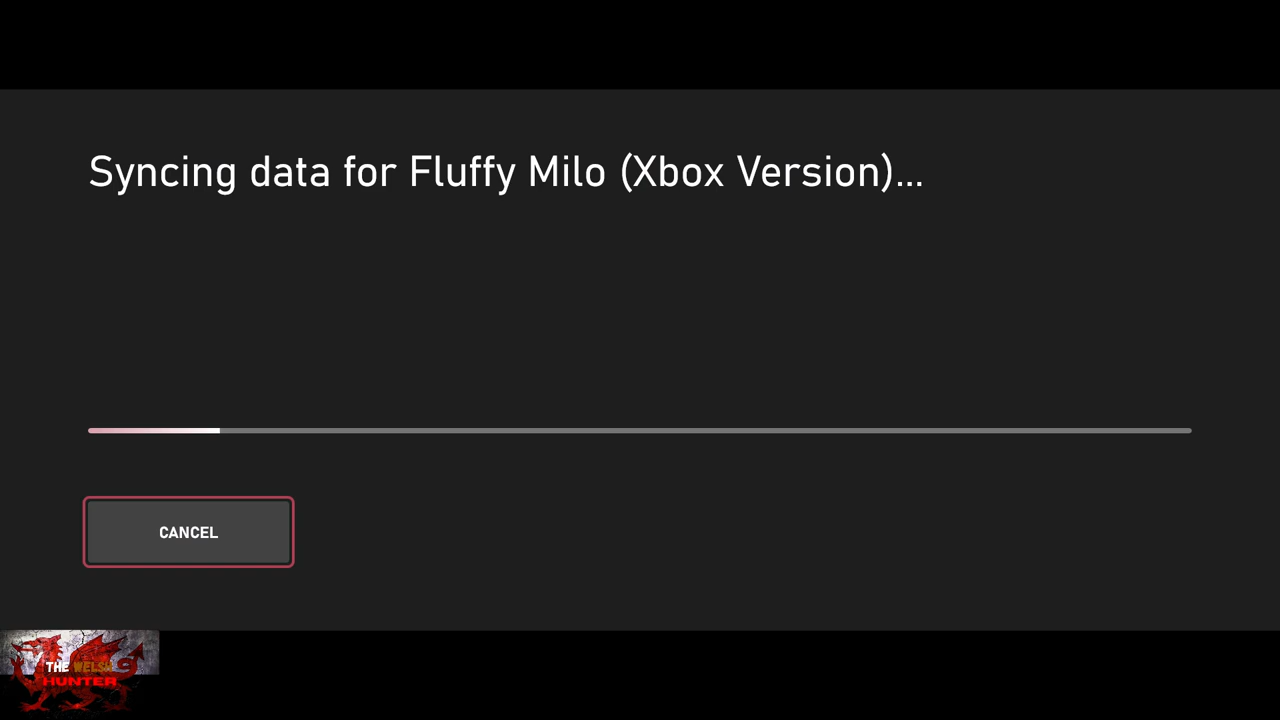 Syncing data for Fluffy Milo (Xbox Version)...
CANCEL
THE WELSH
HUNTER